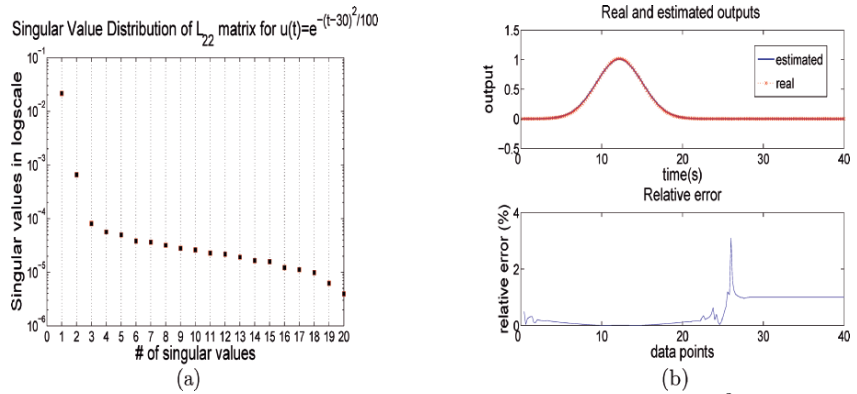 Singular Value Distribution of L22 matrix for u(t)=e^-(t-30)^2/100
Singular values in logscale
10^-1
10^-2
10^-3
10^-4
10^-5
10^-6
0 1 2 3 4 5 6 7 8 9 10 11 12 13 14 15 16 17 18 19 20
# of singular values
(a)
Real and estimated outputs
output
1.5
1
0.5
0
-0.5
estimated
real
0 10 20 30 40
time(s)
Relative error
relative error (%)
4
2
0
0 10 20 30 40
data points
(b)